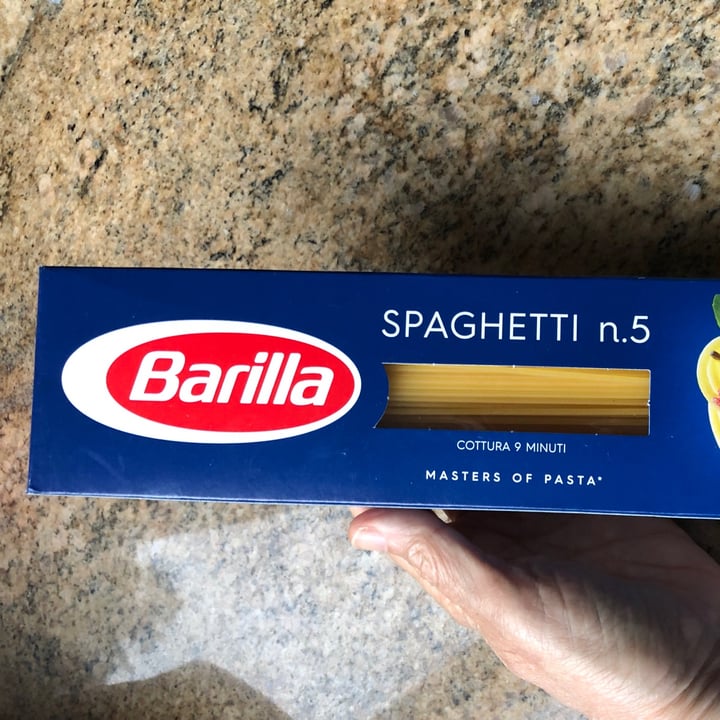 Barilla
SPAGHETTI n.5
COTTURA 9 MINUTI
MASTERS OF PASTA*